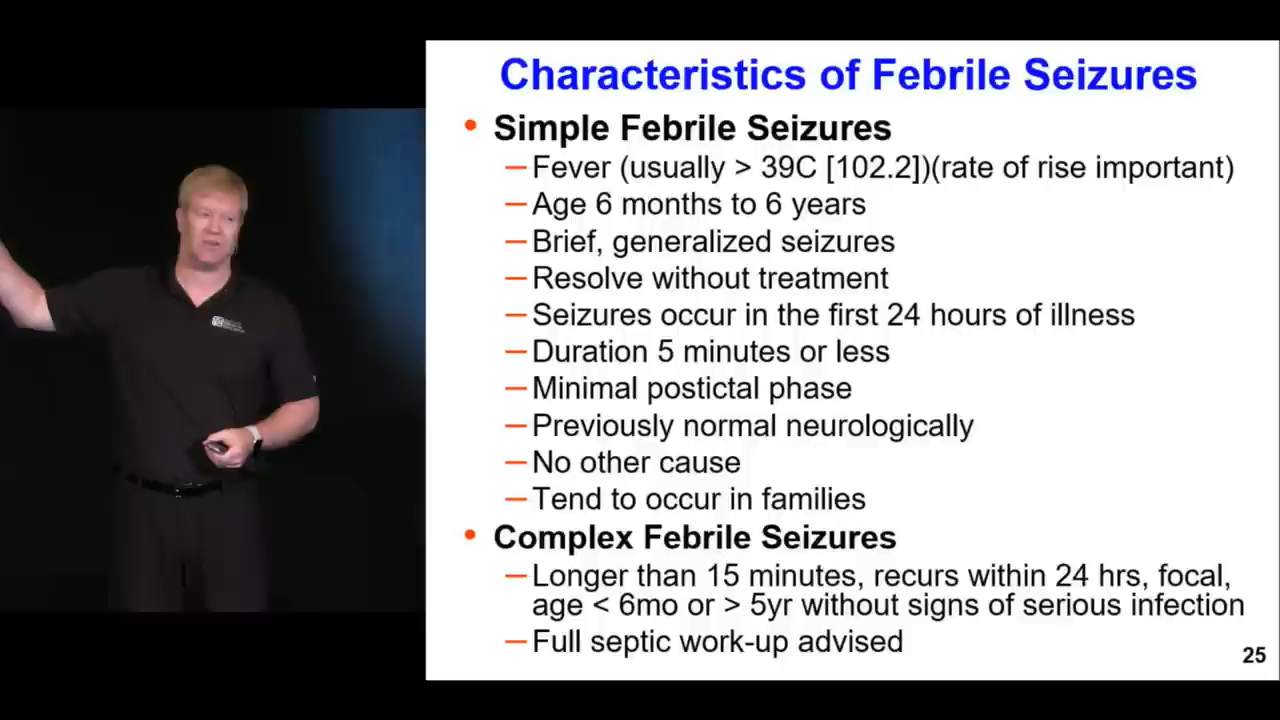 Characteristics of Febrile Seizures
• Simple Febrile Seizures
— Fever (usually > 39C [102.2])(rate of rise important)
— Age 6 months to 6 years
— Brief, generalized seizures
— Resolve without treatment
— Seizures occur in the first 24 hours of illness
— Duration 5 minutes or less
— Minimal postictal phase
— Previously normal neurologically
— No other cause
— Tend to occur in families
• Complex Febrile Seizures
— Longer than 15 minutes, recurs within 24 hrs, focal,
age < 6mo or > 5yr without signs of serious infection
— Full septic work-up advised
25